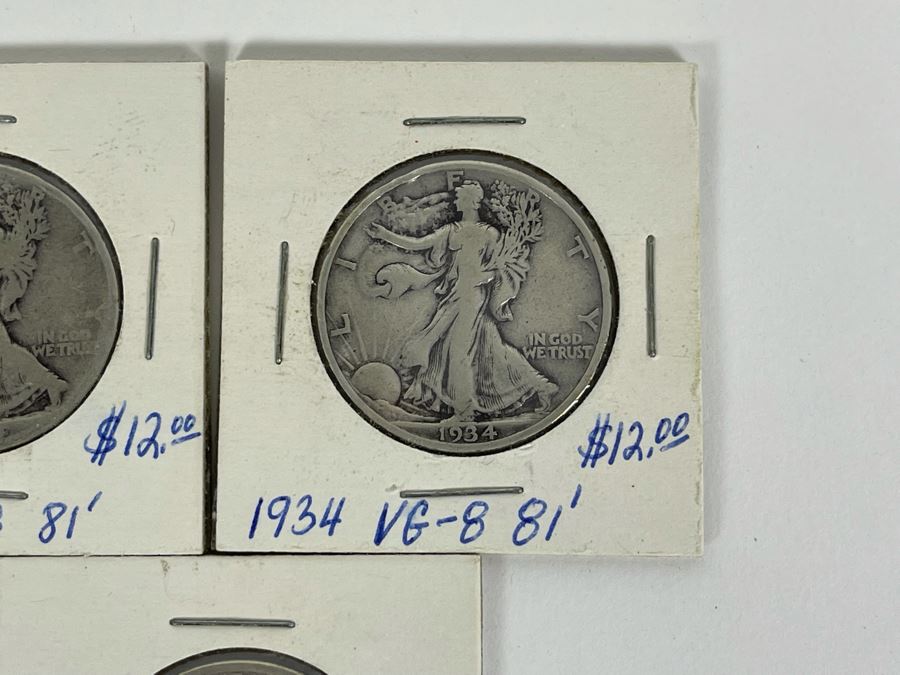 LIBERTY
IN GOD
WE TRUST
1934
$12.00
1934 VG-8 81'
R T
IN GOD
WE TRUST
$12.00
81'